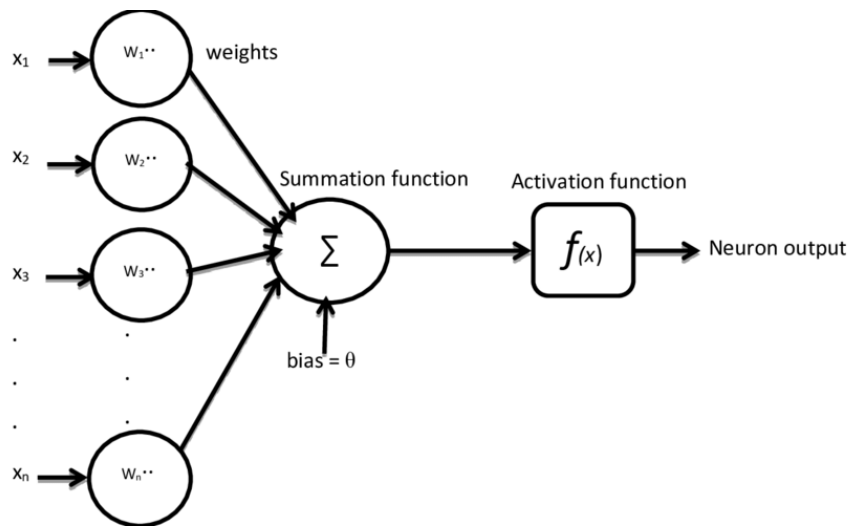 x₁
W₁··
weights
x₂
W₂··
Summation function
Activation function
x₃
W₃··
Σ
f(x)
Neuron output
bias = θ
. .
. .
. .
xₙ
Wₙ··